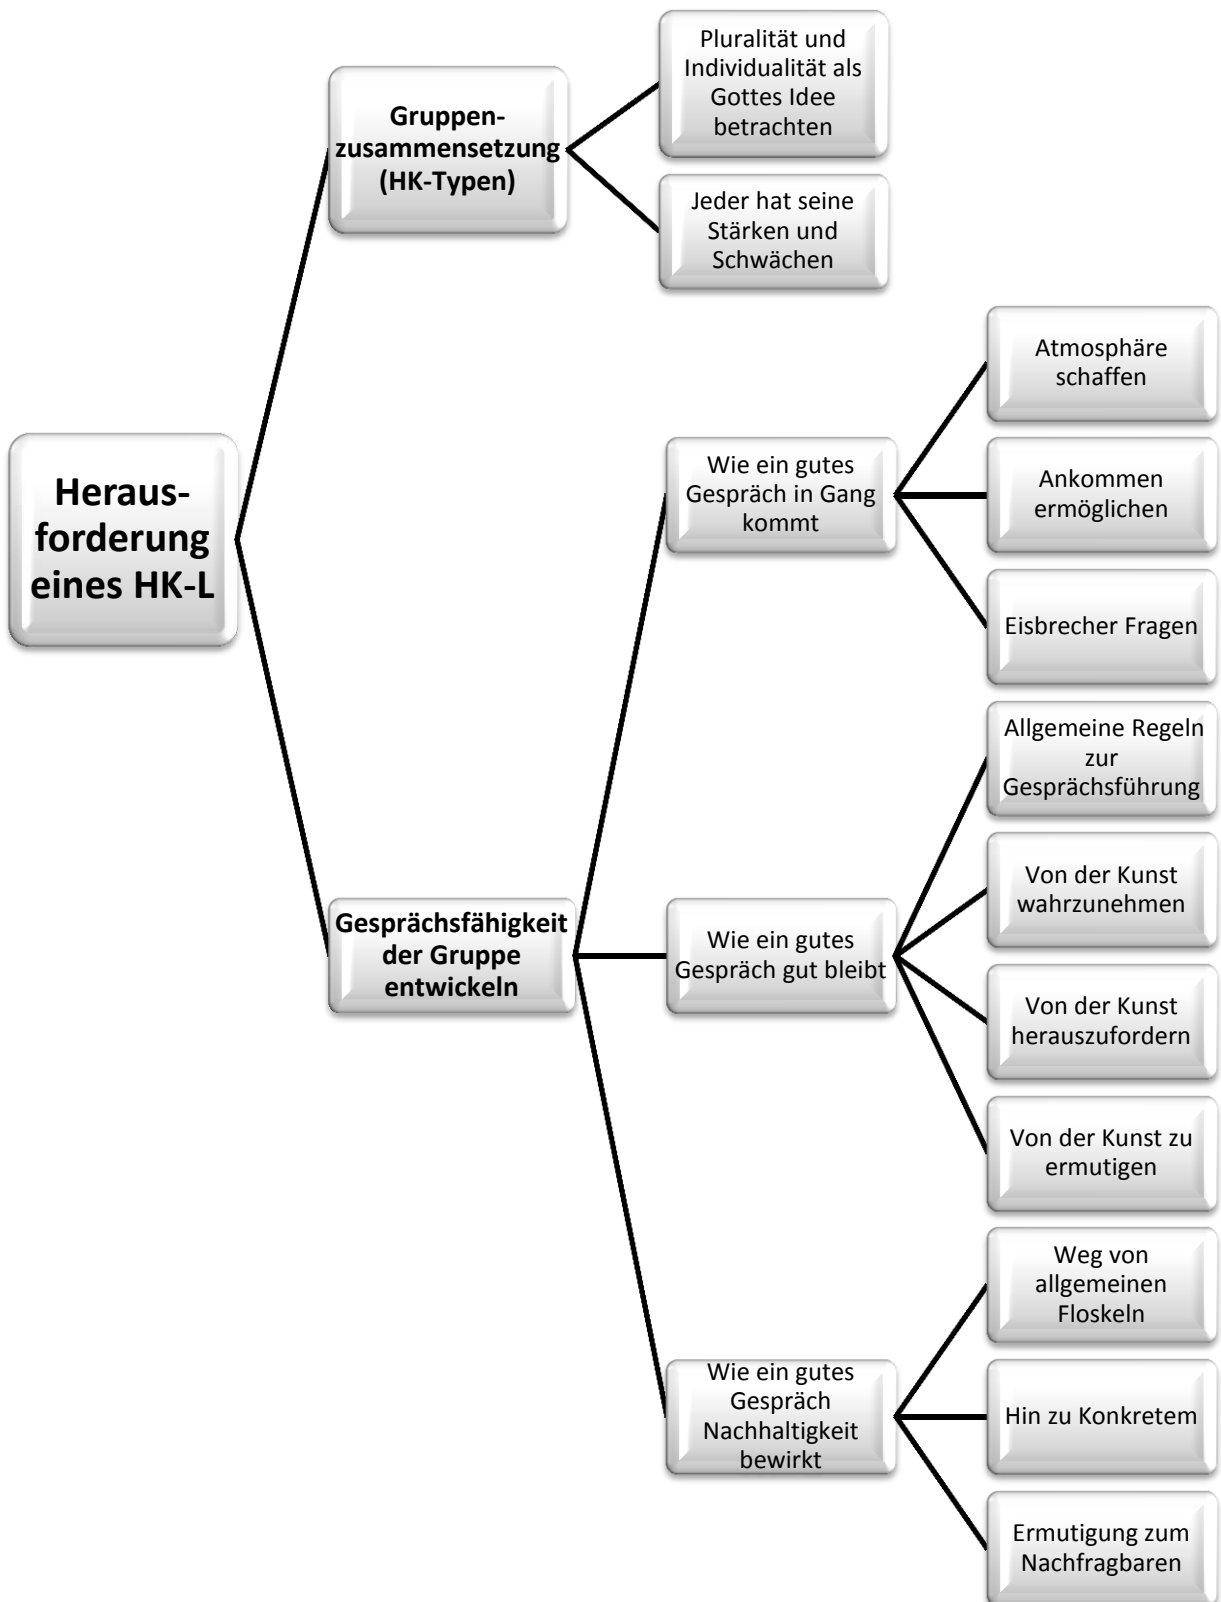 Heraus-
forderung
eines HK-L
Gruppen-
zusammensetzung
(HK-Typen)
Pluralität und
Individualität als
Gottes Idee
betrachten
Jeder hat seine
Stärken und
Schwächen
Gesprächsfähigkeit
der Gruppe
entwickeln
Wie ein gutes
Gespräch in Gang
kommt
Atmosphäre
schaffen
Ankommen
ermöglichen
Eisbrecher Fragen
Wie ein gutes
Gespräch gut bleibt
Allgemeine Regeln
zur
Gesprächsführung
Von der Kunst
wahrzunehmen
Von der Kunst
herauszufordern
Von der Kunst zu
ermutigen
Wie ein gutes
Gespräch
Nachhaltigkeit
bewirkt
Weg von
allgemeinen
Floskeln
Hin zu Konkretem
Ermutigung zum
Nachfragbaren